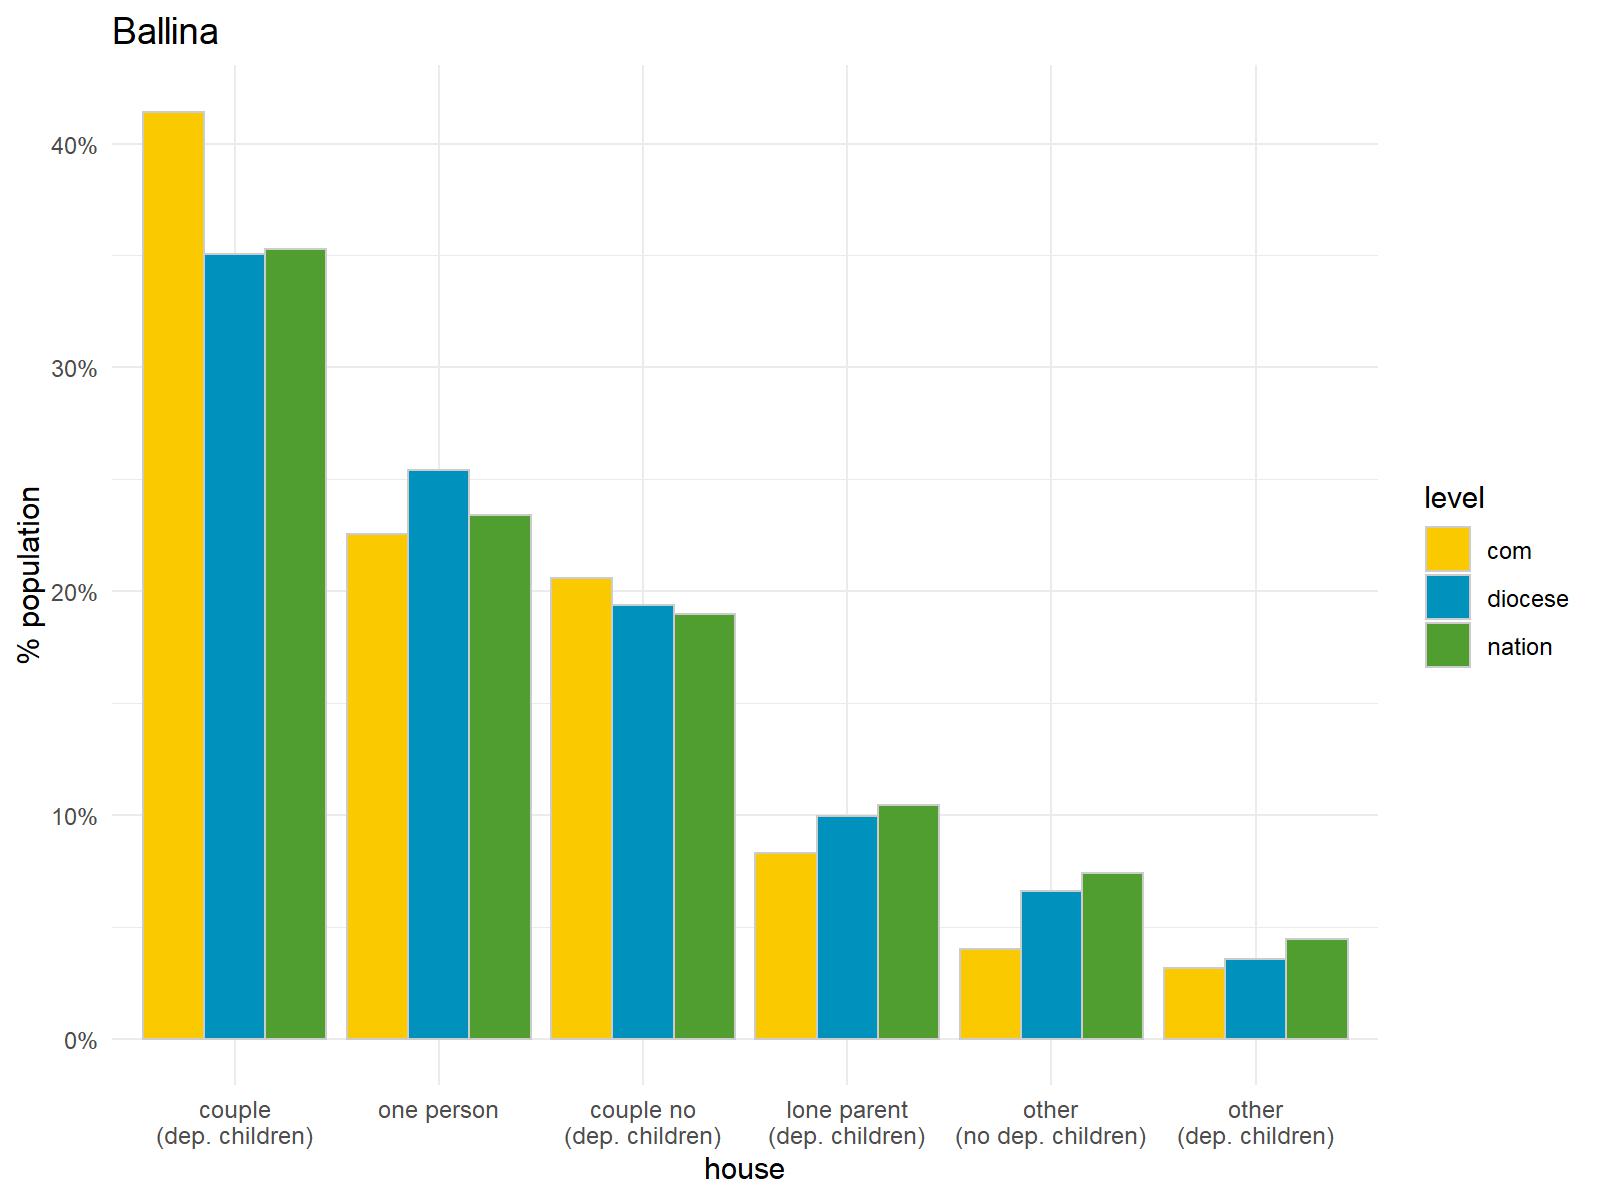 Ballina
% population
40%
30%
20%
10%
0%
couple
(dep. children)
one person
couple no
(dep. children)
lone parent
(dep. children)
other
(no dep. children)
other
(dep. children)
house
level
com
diocese
nation